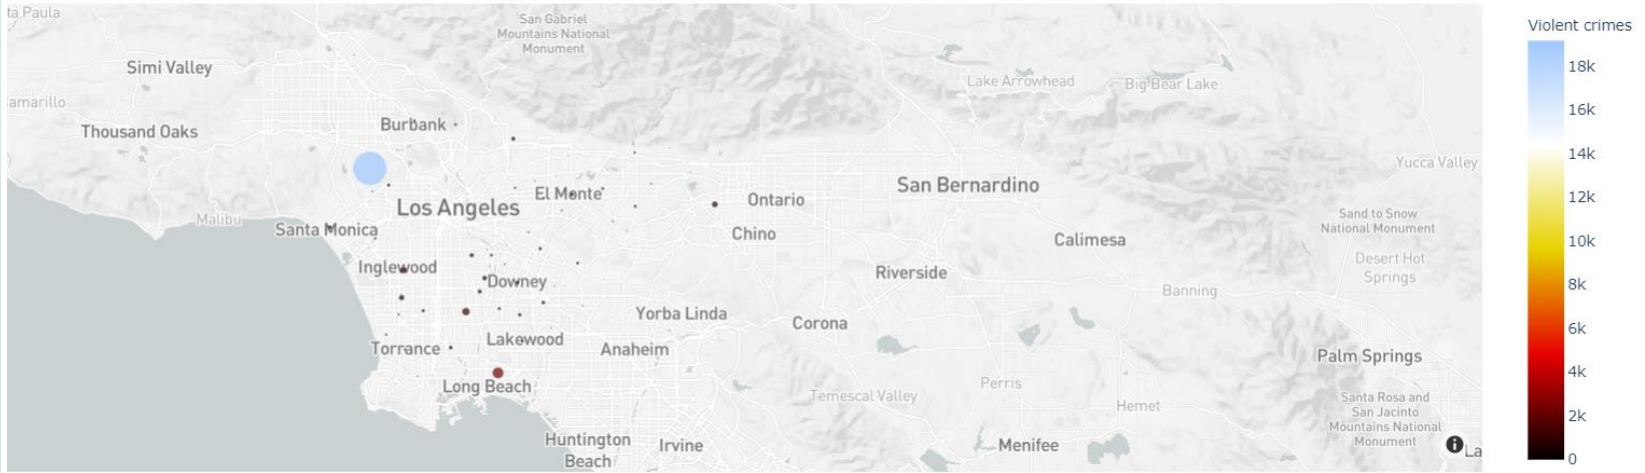 ta Paula
San Gabriel
Mountains National
Monument
Simi Valley
Lake Arrowhead
Big Bear Lake
amarillo
Thousand Oaks
Burbank
Yucca Valley
El Monte
San Bernardino
Ontario
Los Angeles
Malibu
Santa Monica
Chino
Calimesa
Sand to Snow
National Monument
Inglewood
Downey
Riverside
Desert Hot
Springs
Banning
Yorba Linda
Corona
Torrance
Lakewood
Anaheim
Palm Springs
Long Beach
Temescal Valley
Perris
Hemet
Santa Rosa and
San Jacinto
Mountains National
Monument
Huntington
Beach
Irvine
Menifee
i
La
Violent crimes
18k
16k
14k
12k
10k
8k
6k
4k
2k
0